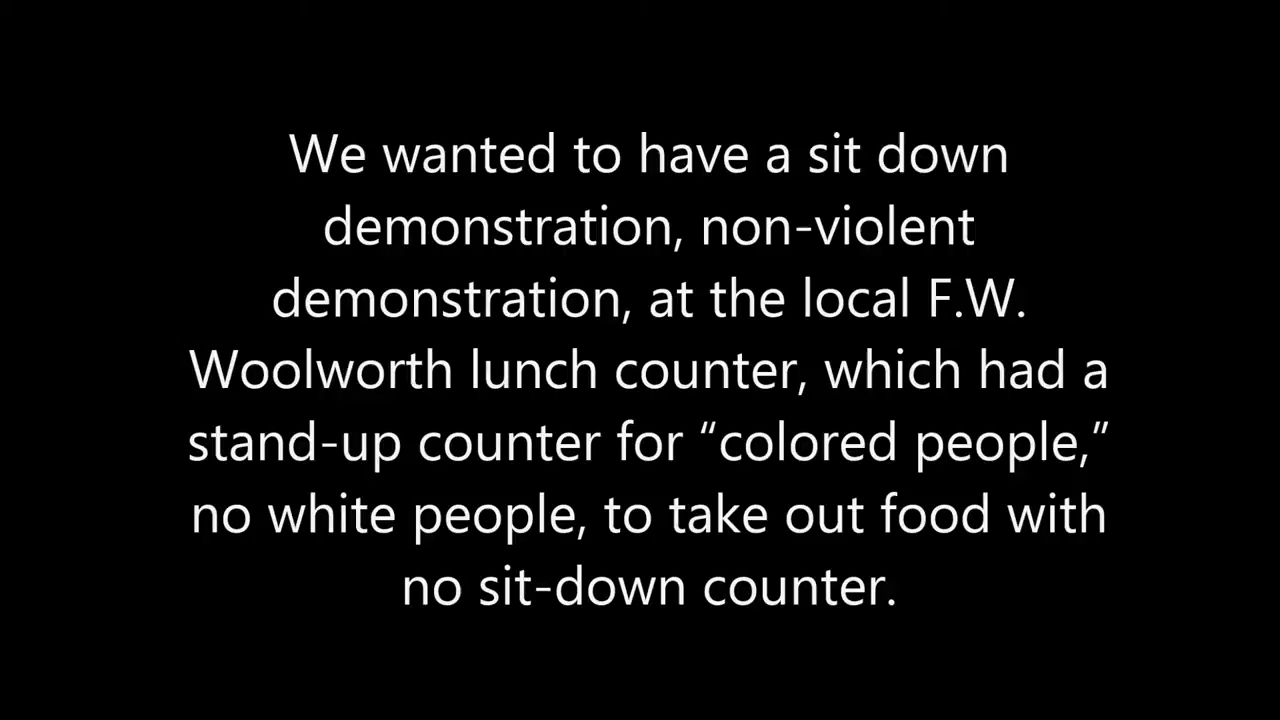 We wanted to have a sit down
demonstration, non-violent
demonstration, at the local F.W.
Woolworth lunch counter, which had a
stand-up counter for “colored people,”
no white people, to take out food with
no sit-down counter.